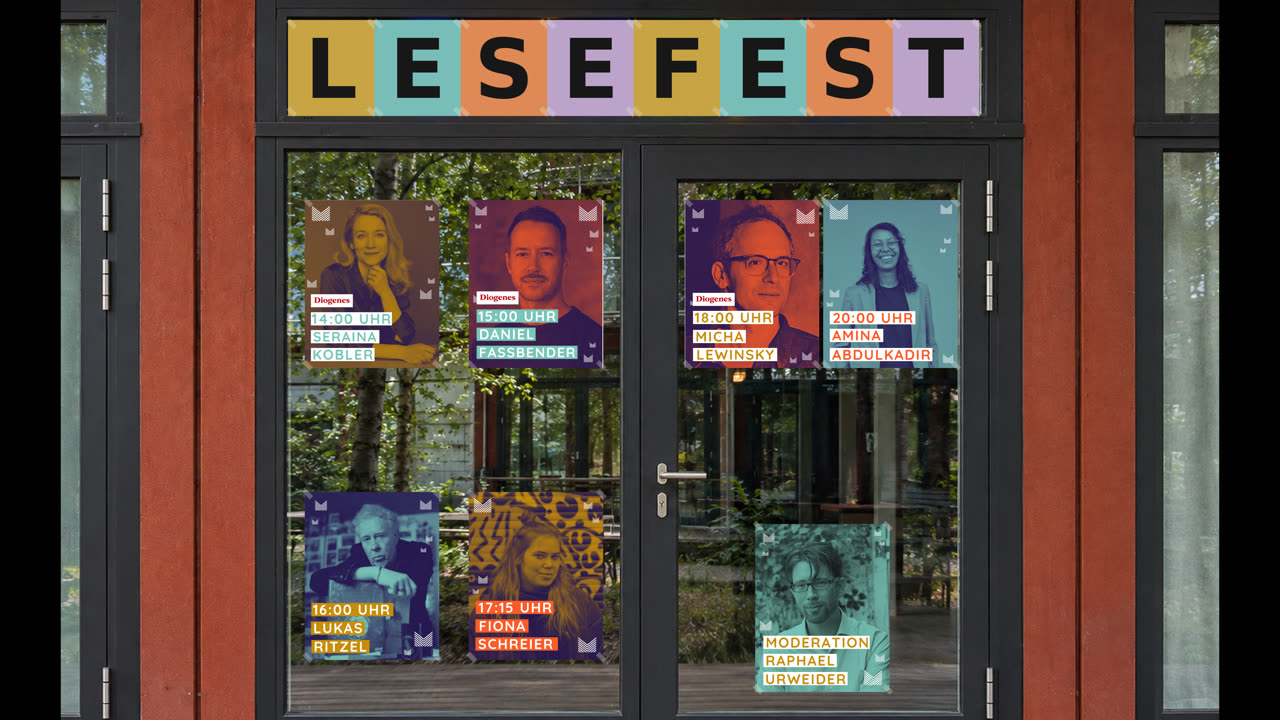 LESEFEST
Diogenes
14:00 UHR
SERAINA
KOBLER
Diogenes
15:00 UHR
DANIEL
FASSBENDER
Diogenes
18:00 UHR
MICHA
LEWINSKY
20:00 UHR
AMINA
ABDULKADIR
16:00 UHR
LUKAS
RITZEL
17:15 UHR
FIONA
SCHREIER
MODERATION
RAPHAEL
URWEIDER